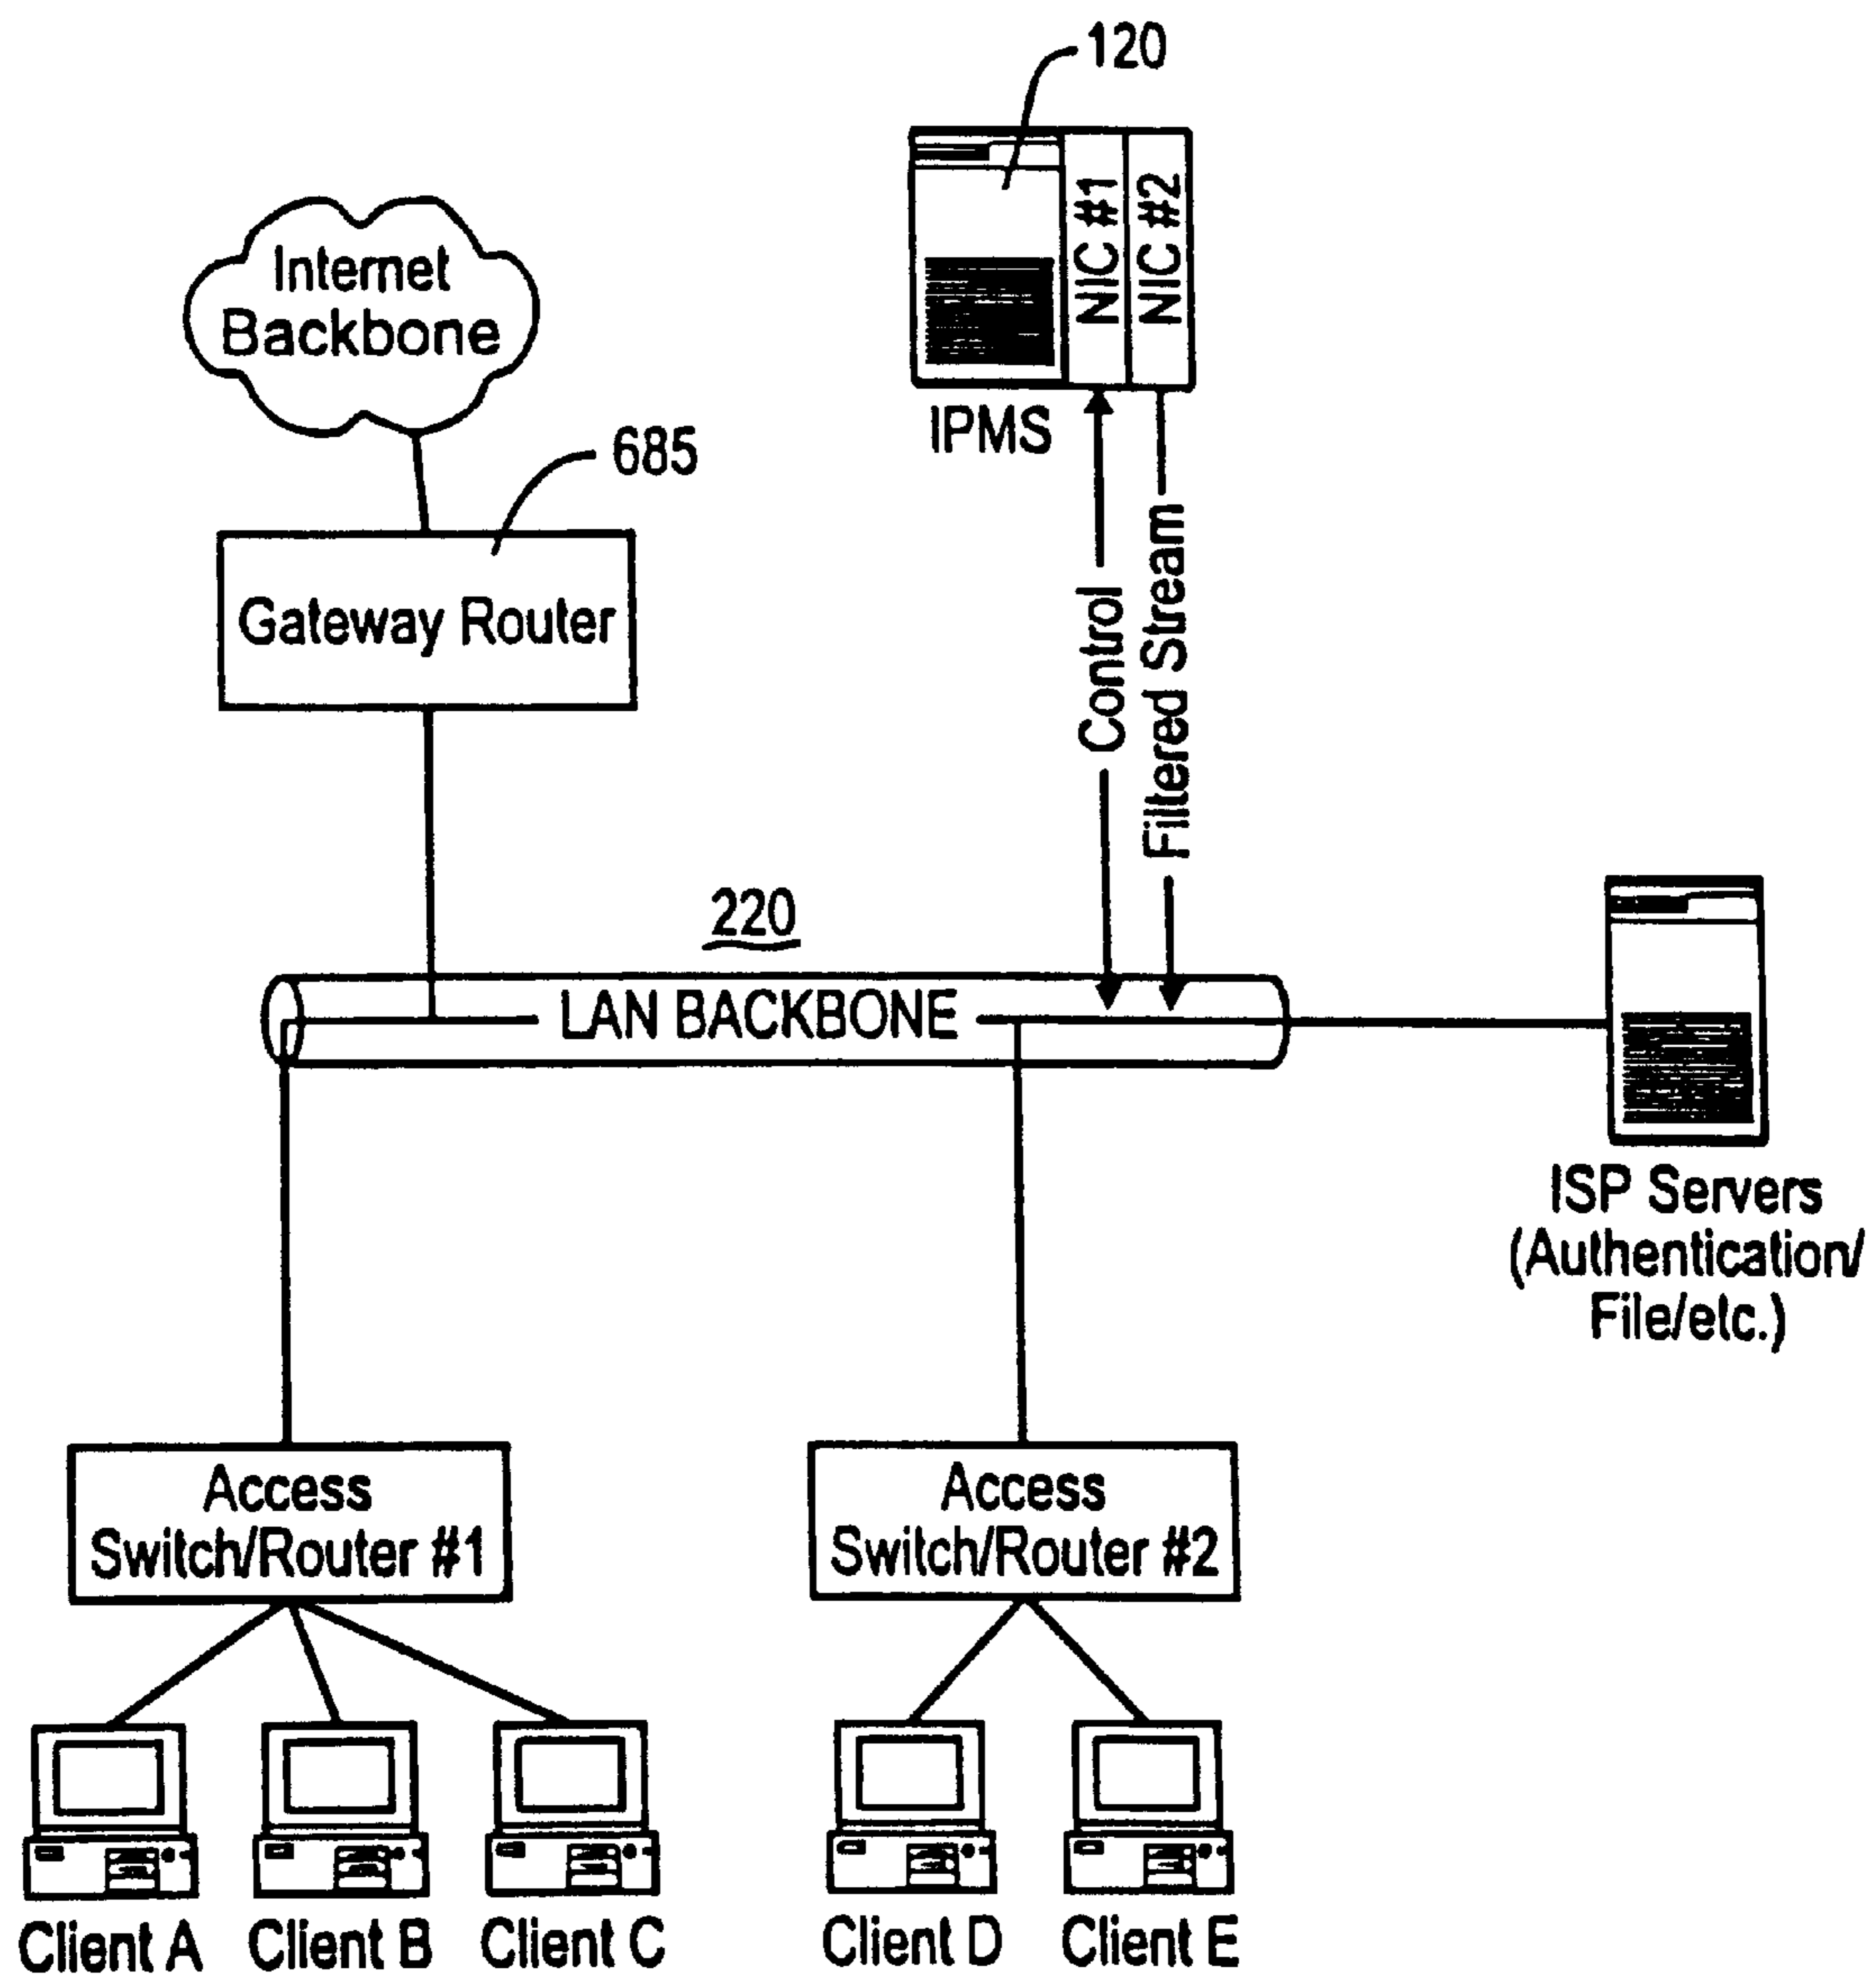 120
NIC #1
NIC #2
IPMS
Internet
Backbone
685
Gateway Router
Control
Filtered Stream
220
LAN BACKBONE
ISP Servers
(Authentication/
File/etc.)
Access
Switch/Router #1
Access
Switch/Router #2
Client A
Client B
Client C
Client D
Client E